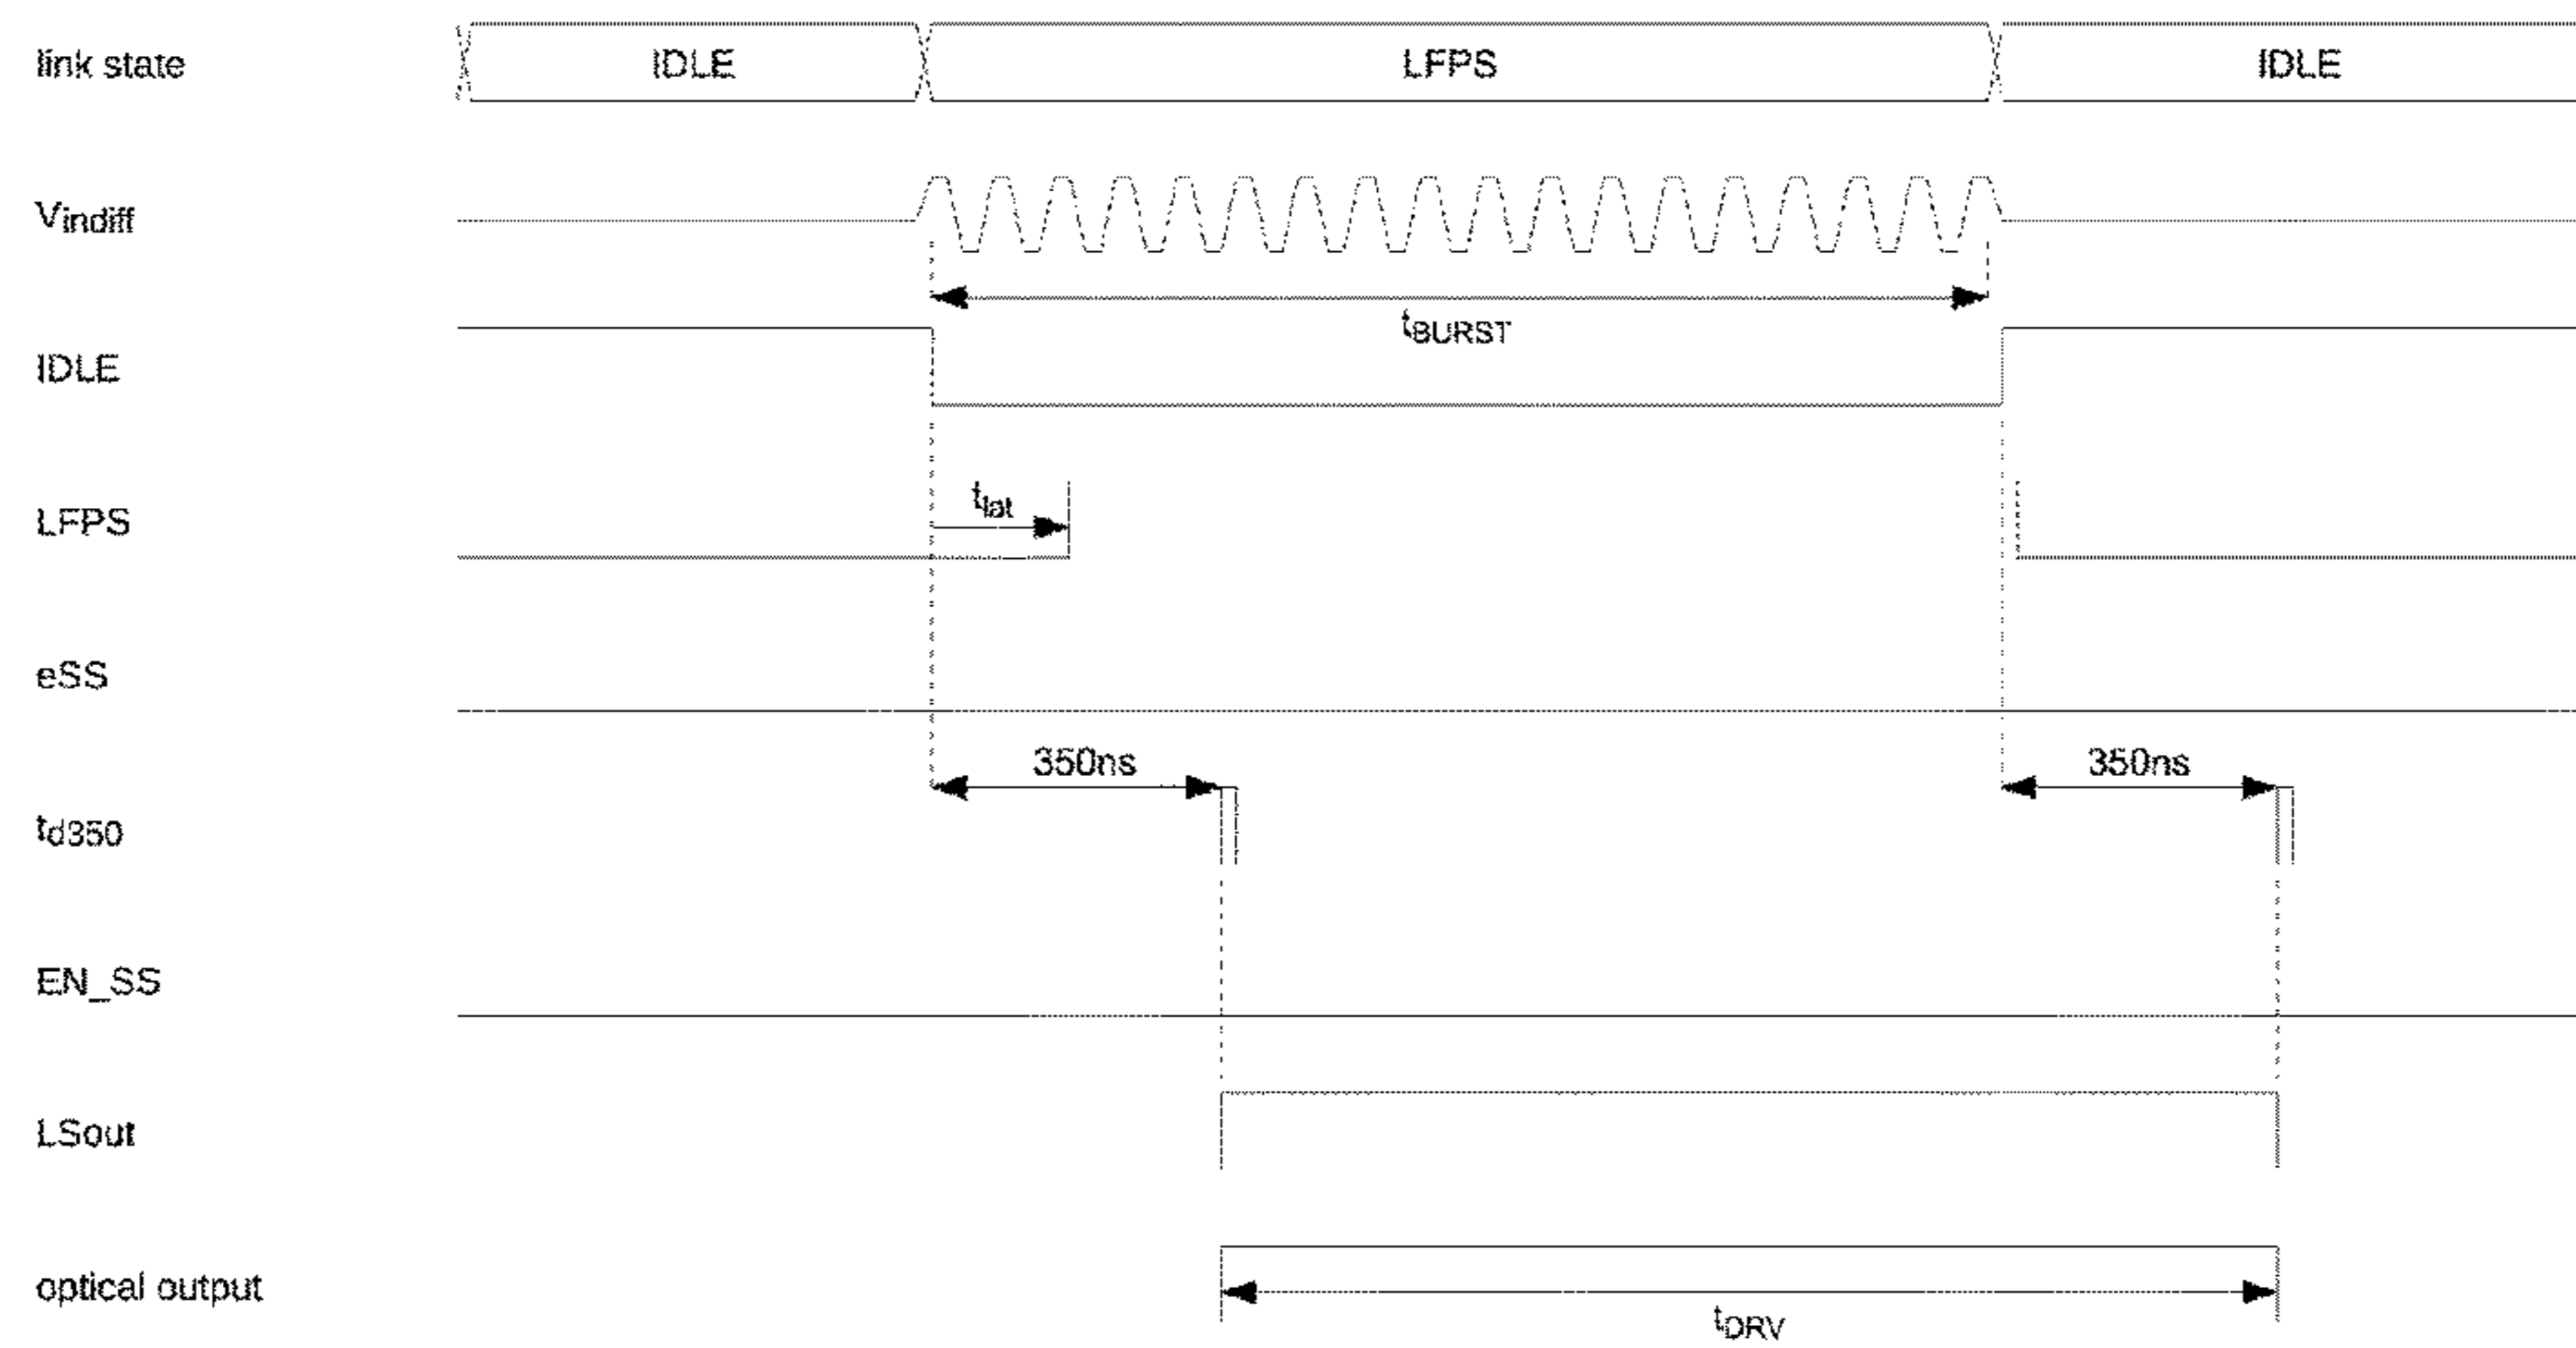 link state IDLE LFPS IDLE
Vindiff
tBURST
IDLE
tlat
LFPS
eSS
350ns 350ns
td350
EN_SS
LSout
optical output
tDRV